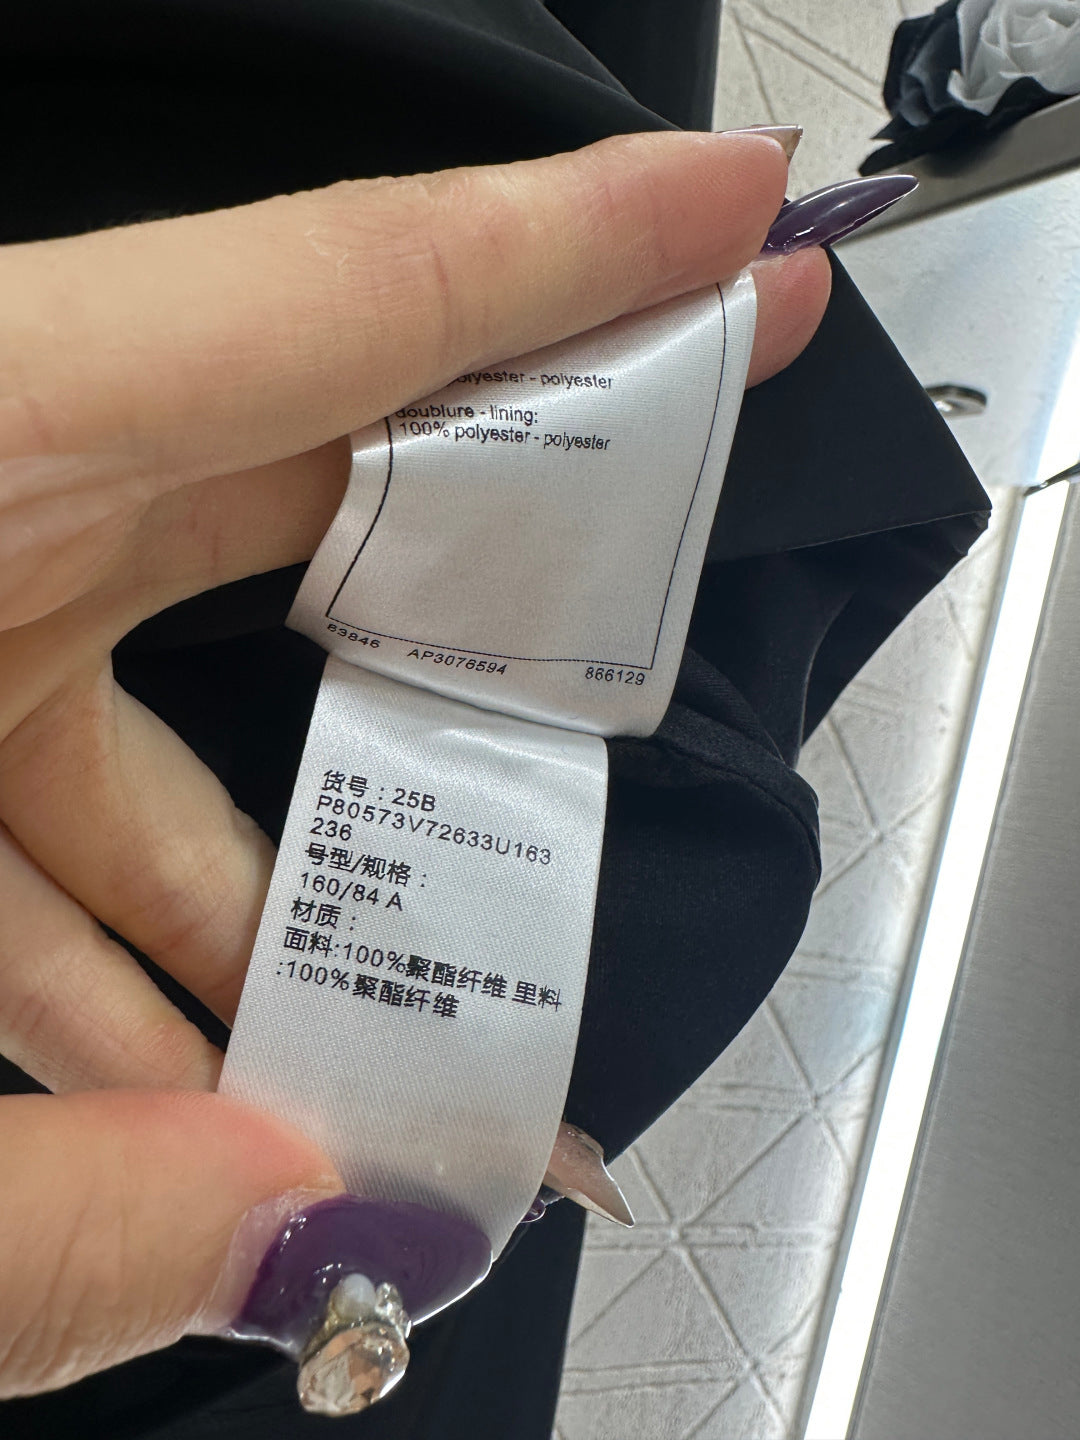 polyester - polyester
doublure - lining:
100% polyester - polyester
83846 AP3076594 866129
货号：25B
P80573V72633U163
236
号型/规格：
160/84 A
材质：
面料:100%聚酯纤维 里料
:100%聚酯纤维